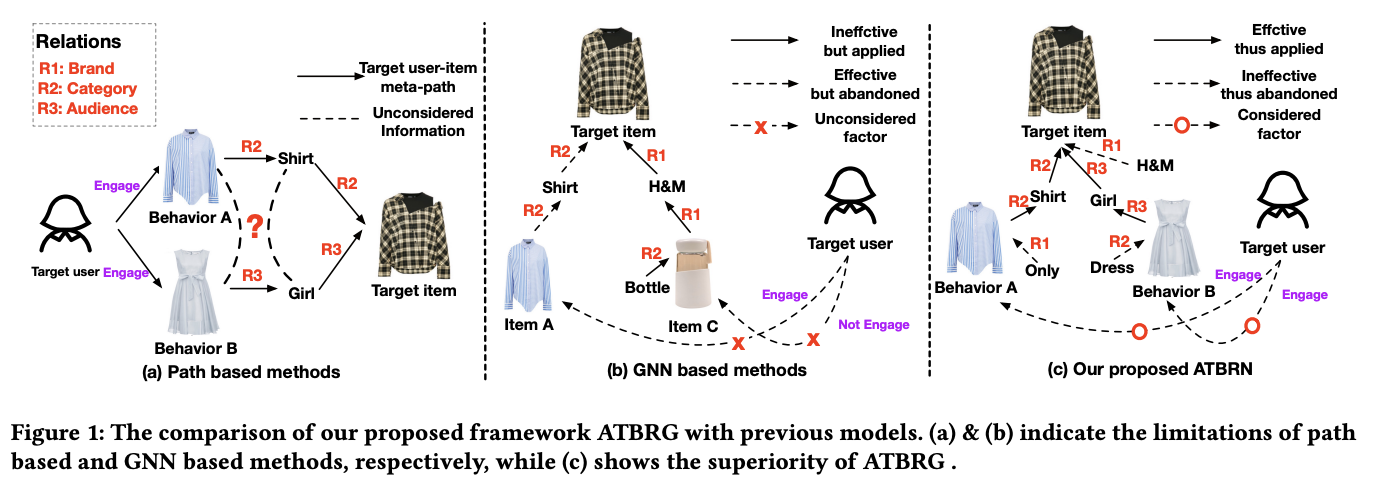 Relations
R1: Brand
R2: Category
R3: Audience
Target user-item
meta-path
Unconsidered
Information
R2
Shirt
Engage
R2
Behavior A
?
Target user
Engage
R3
Girl
R3
Target item
Behavior B
(a) Path based methods
Ineffctive
but applied
Effective
but abandoned
X
Unconsidered
factor
Target item
R2
R1
Shirt
H&M
R2
R1
R2
Bottle
Target user
Engage
Item A
Item C
Not Engage
X
X
(b) GNN based methods
Effctive
thus applied
Ineffective
thus abandoned
Considered
factor
Target item
R1
R2
R3
H&M
Shirt
Girl
R2
R3
R1
R2
Only
Dress
Target user
Behavior A
Behavior B
Engage
Engage
(c) Our proposed ATBRN
Figure 1: The comparison of our proposed framework ATBRG with previous models. (a) & (b) indicate the limitations of path
based and GNN based methods, respectively, while (c) shows the superiority of ATBRG .